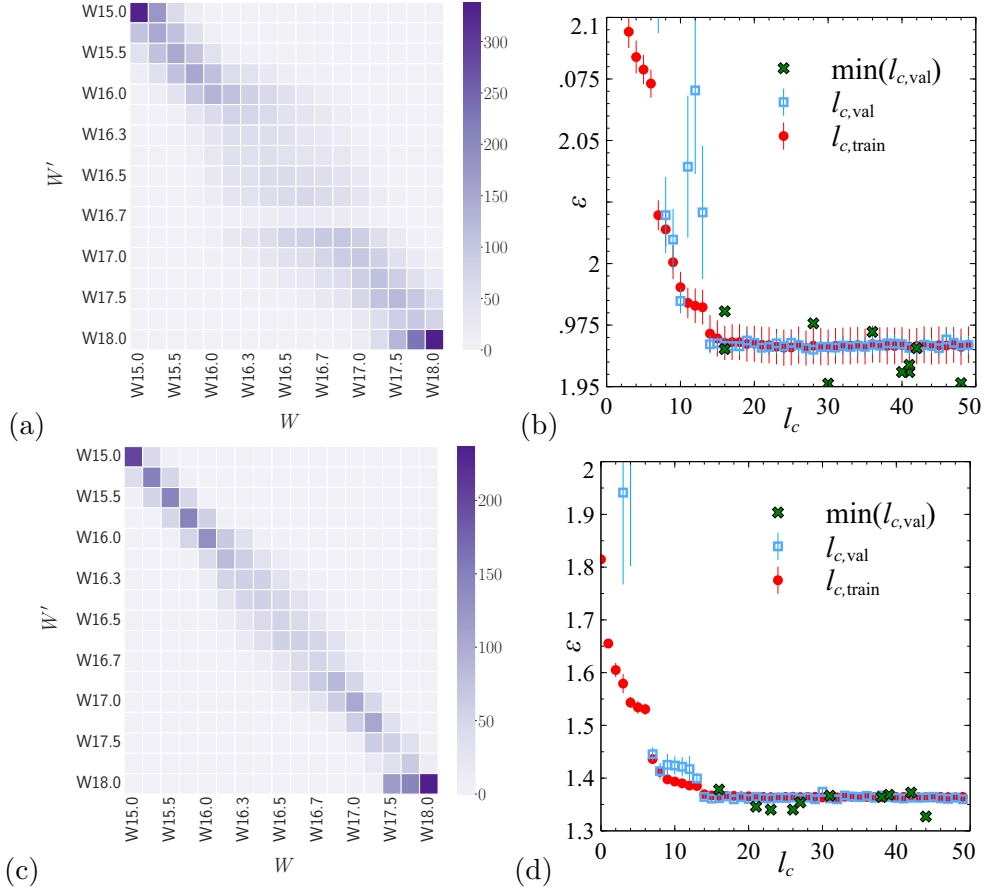 W15.0
W15.5
W16.0
W16.3
W16.5
W16.7
W17.0
W17.5
W18.0
W′
W15.0
W15.5
W16.0
W16.3
W16.5
W16.7
W17.0
W17.5
W18.0
W
300
250
200
150
100
50
0
(a)
2.1
.075
2.05
2
.975
1.95
ε
0
10
20
30
40
50
l_c
min(l_c,val)
l_c,val
l_c,train
(b)
W15.0
W15.5
W16.0
W16.3
W16.5
W16.7
W17.0
W17.5
W18.0
W′
W15.0
W15.5
W16.0
W16.3
W16.5
W16.7
W17.0
W17.5
W18.0
W
200
150
100
50
0
(c)
2
1.9
1.8
1.7
1.6
1.5
1.4
1.3
ε
0
10
20
30
40
50
l_c
min(l_c,val)
l_c,val
l_c,train
(d)